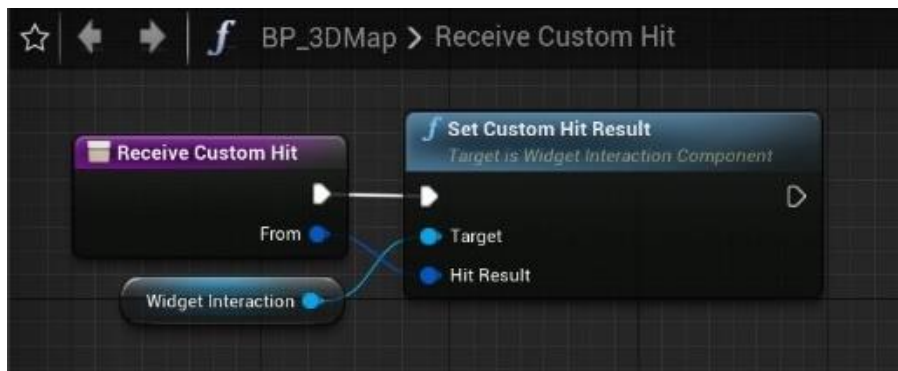 f BP_3DMap > Receive Custom Hit
Receive Custom Hit
From
Widget Interaction
f Set Custom Hit Result
Target is Widget Interaction Component
Target
Hit Result